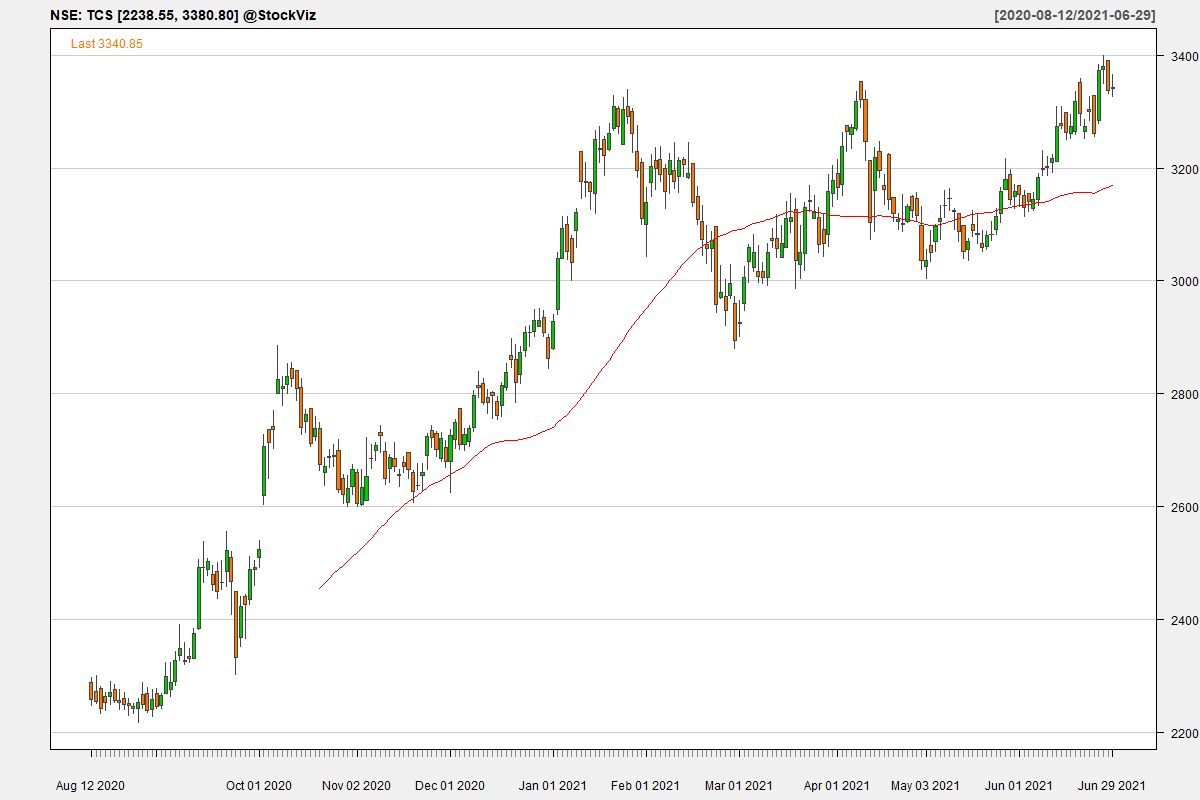 NSE: TCS [2238.55, 3380.80] @StockViz
[2020-08-12/2021-06-29]
Last 3340.85
3400
3200
3000
2800
2600
2400
2200
Aug 12 2020
Oct 01 2020
Nov 02 2020
Dec 01 2020
Jan 01 2021
Feb 01 2021
Mar 01 2021
Apr 01 2021
May 03 2021
Jun 01 2021
Jun 29 2021